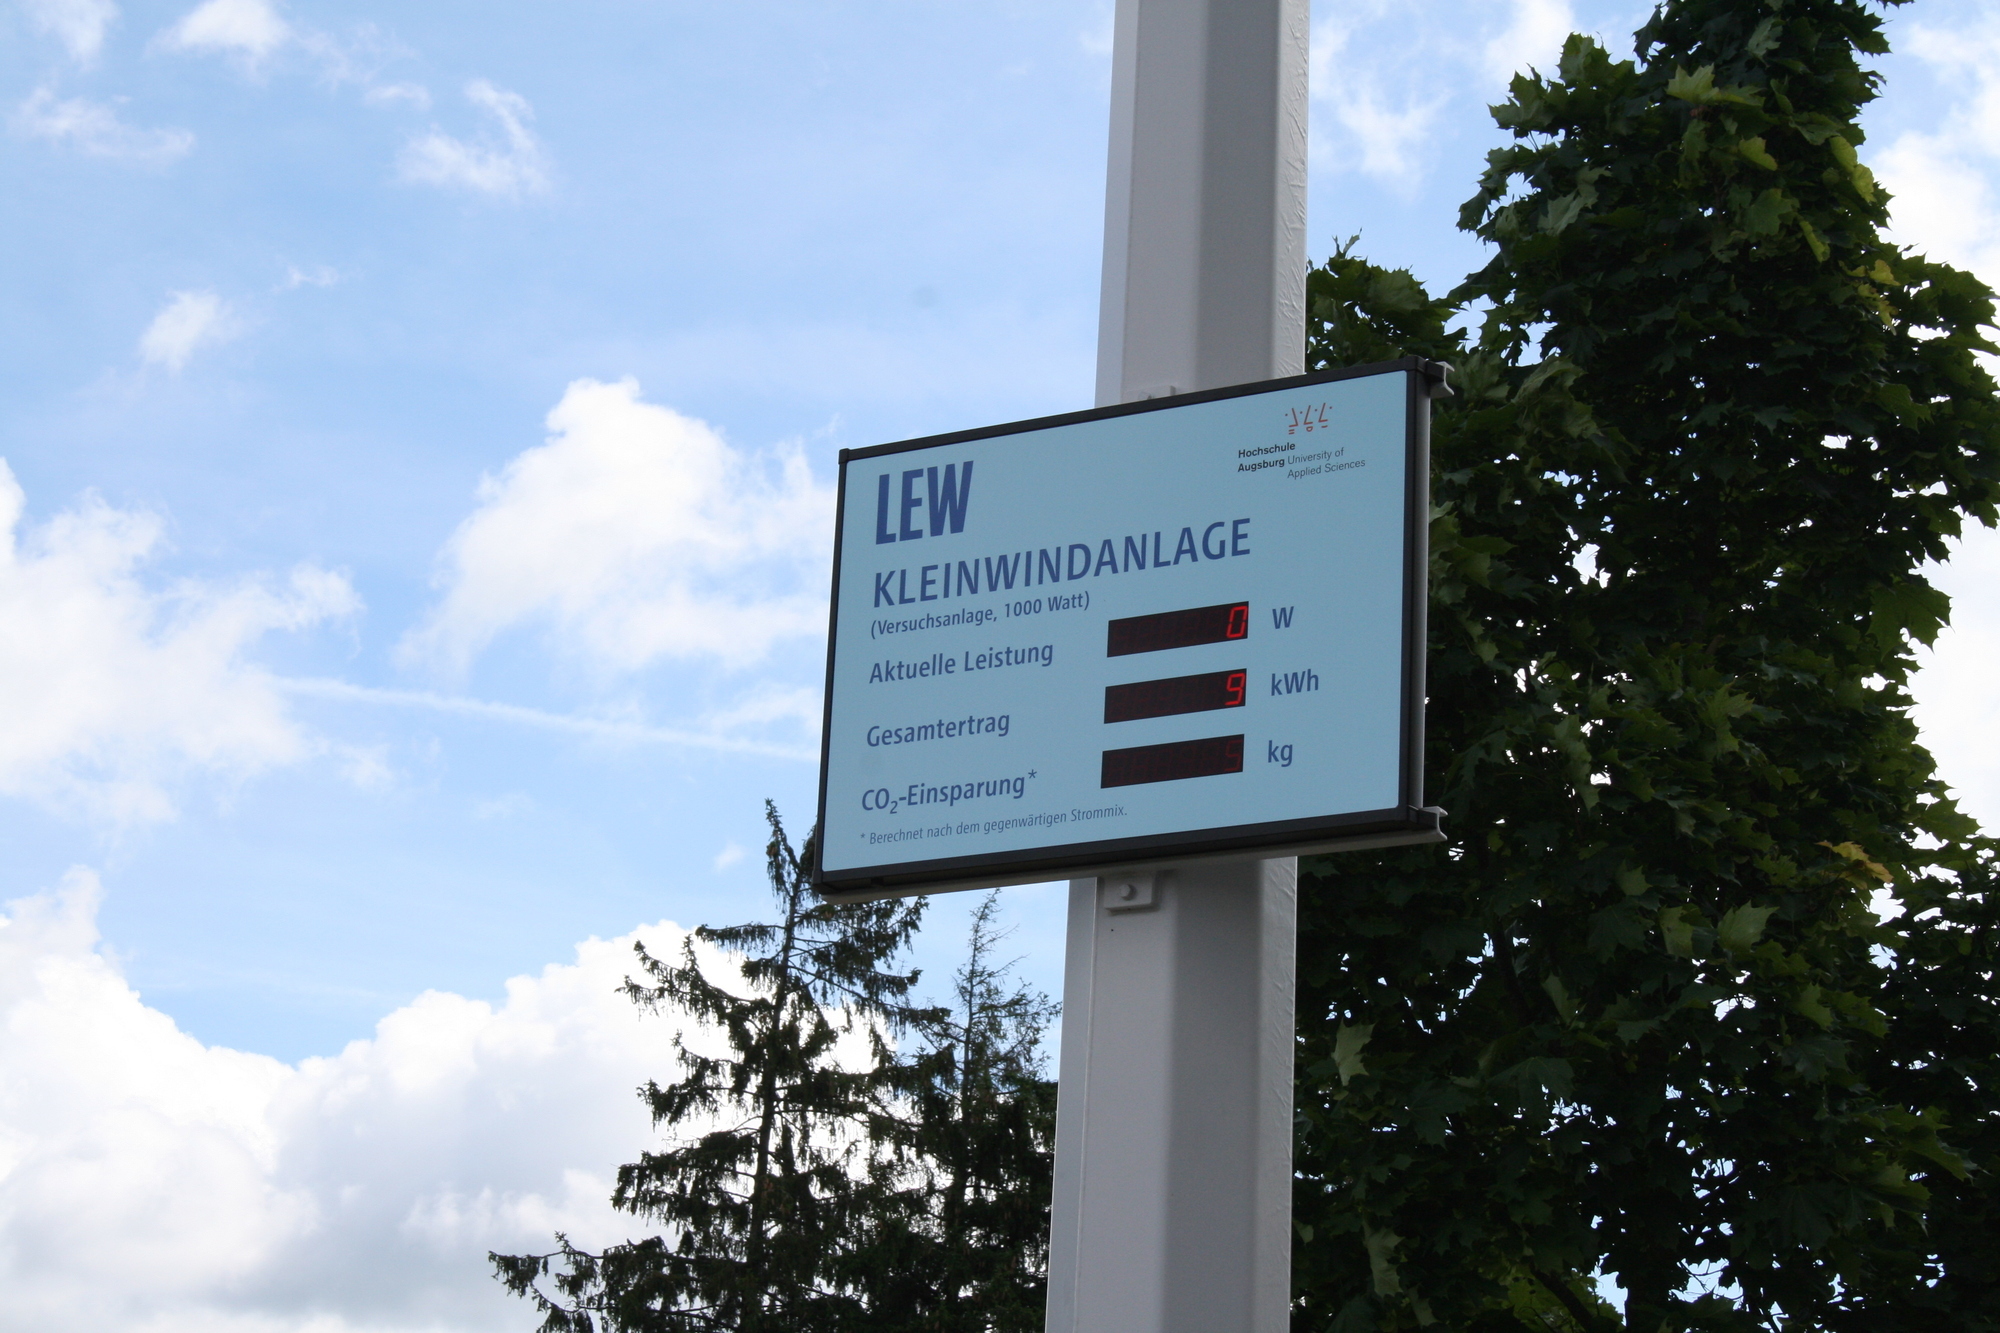 Hochschule
Augsburg University of
Applied Sciences
LEW
KLEINWINDANLAGE
(Versuchsanlage, 1000 Watt)
Aktuelle Leistung 0 W
Gesamtertrag 9 kWh
CO₂-Einsparung* 5 kg
* Berechnet nach dem gegenwärtigen Strommix.